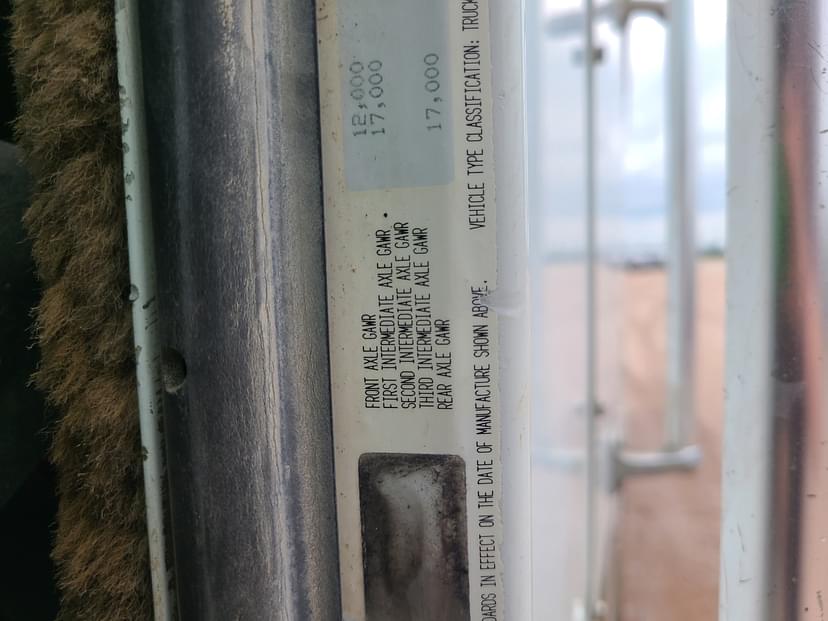 FRONT AXLE GAWR 12,000
FIRST INTERMEDIATE AXLE GAWR 17,000
SECOND INTERMEDIATE AXLE GAWR
THIRD INTERMEDIATE AXLE GAWR
REAR AXLE GAWR 17,000
DARDS IN EFFECT ON THE DATE OF MANUFACTURE SHOWN ABOVE. VEHICLE TYPE CLASSIFICATION: TRUCK